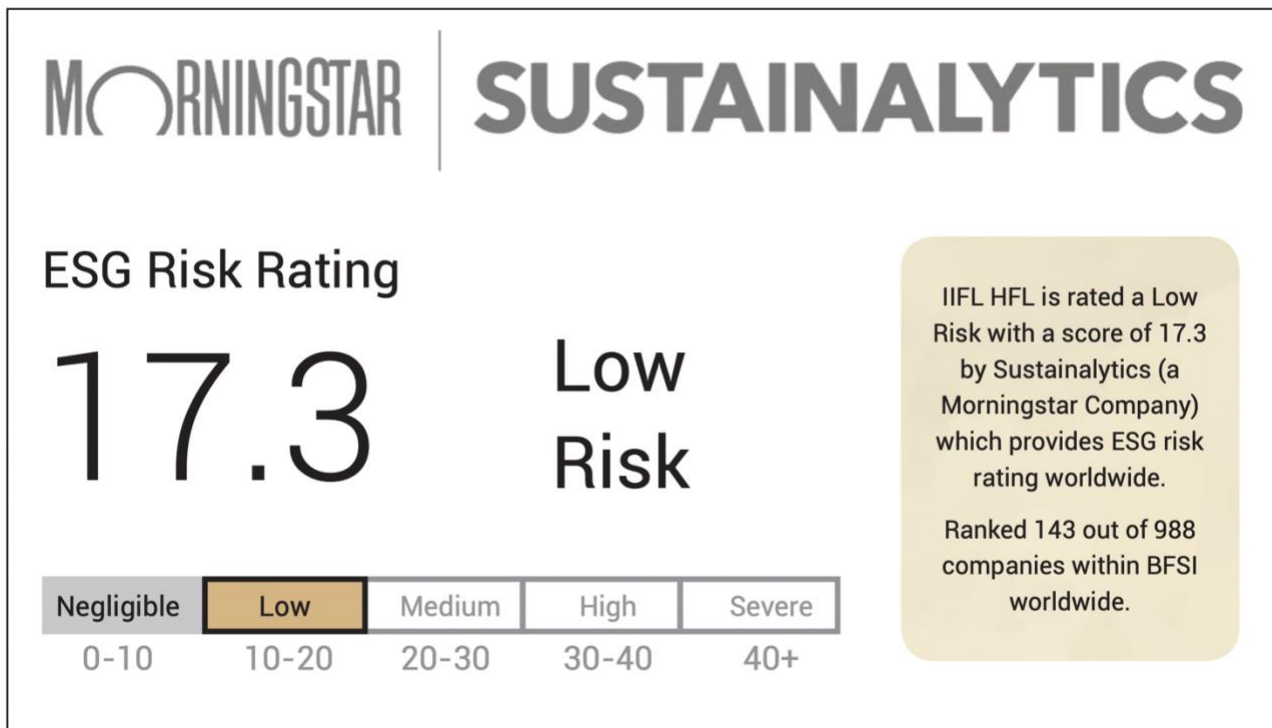 MORNINGSTAR
SUSTAINALYTICS
ESG Risk Rating
17.3
Low
Risk
Negligible
Low
Medium
High
Severe
0-10
10-20
20-30
30-40
40+
IIFL HFL is rated a Low
Risk with a score of 17.3
by Sustainalytics (a
Morningstar Company)
which provides ESG risk
rating worldwide.
Ranked 143 out of 988
companies within BFSI
worldwide.